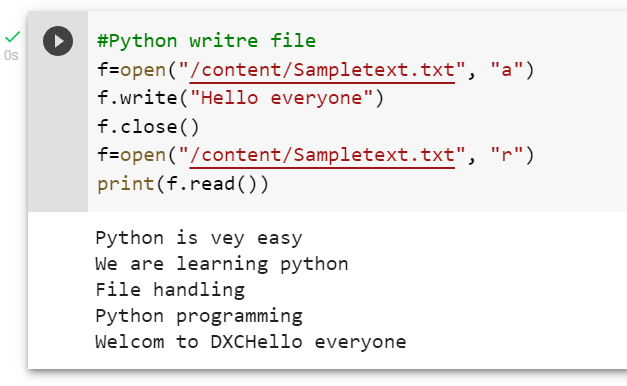 0s
#Python writre file
f=open("/content/Sampletext.txt", "a")
f.write("Hello everyone")
f.close()
f=open("/content/Sampletext.txt", "r")
print(f.read())
Python is vey easy
We are learning python
File handling
Python programming
Welcom to DXCHello everyone